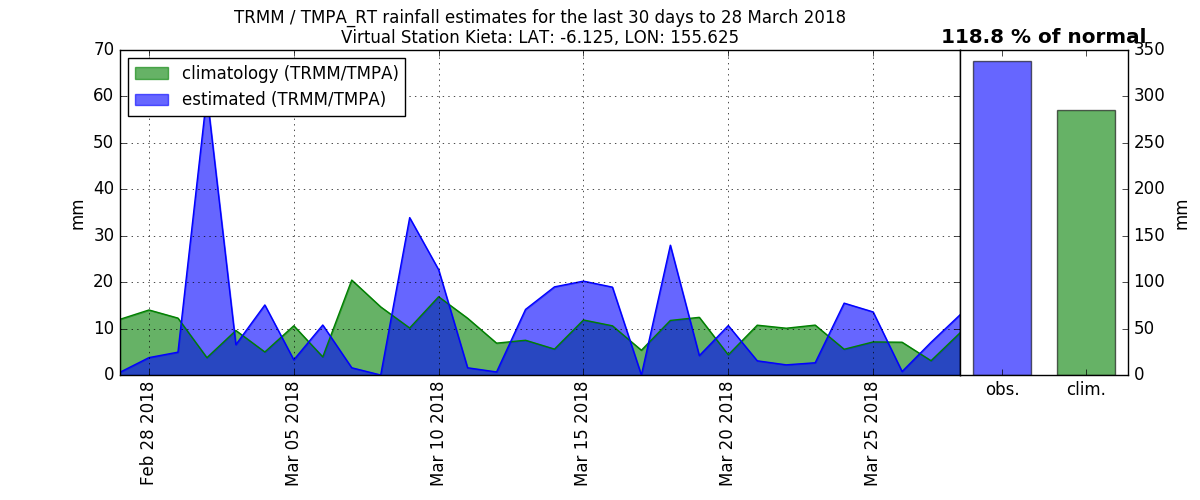 TRMM / TMPA_RT rainfall estimates for the last 30 days to 28 March 2018
Virtual Station Kieta: LAT: -6.125, LON: 155.625
118.8 % of normal
climatology (TRMM/TMPA)
estimated (TRMM/TMPA)
70
60
50
40
30
20
10
0
mm
350
300
250
200
150
100
50
0
mm
Feb 28 2018
Mar 05 2018
Mar 10 2018
Mar 15 2018
Mar 20 2018
Mar 25 2018
obs.
clim.